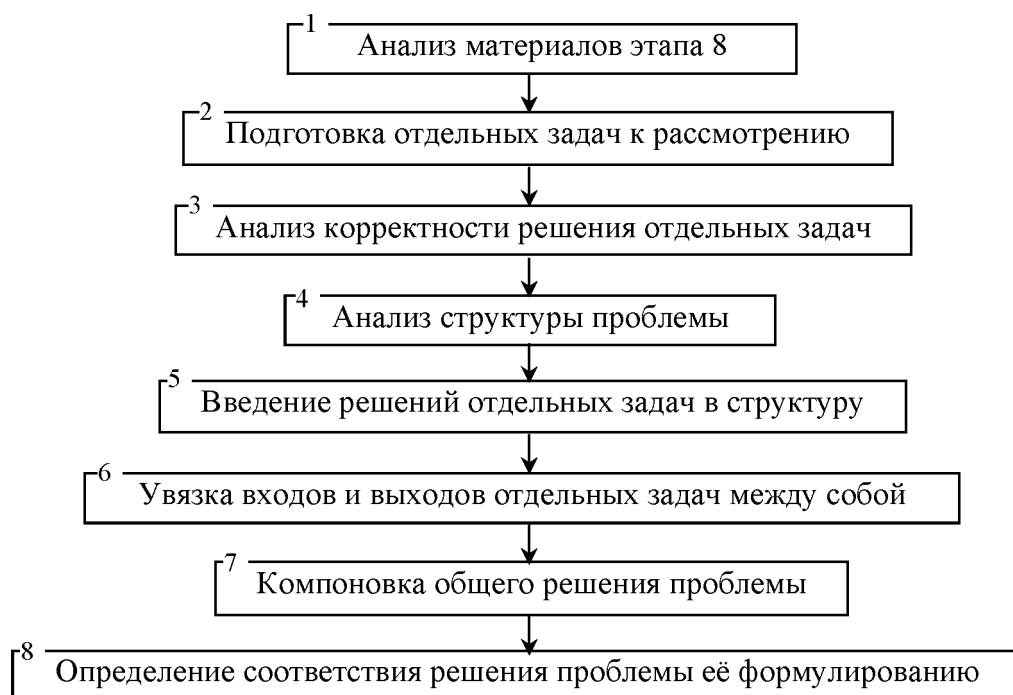 1
Анализ материалов этапа 8
2
Подготовка отдельных задач к рассмотрению
3
Анализ корректности решения отдельных задач
4
Анализ структуры проблемы
5
Введение решений отдельных задач в структуру
6
Увязка входов и выходов отдельных задач между собой
7
Компоновка общего решения проблемы
8
Определение соответствия решения проблемы её формулированию